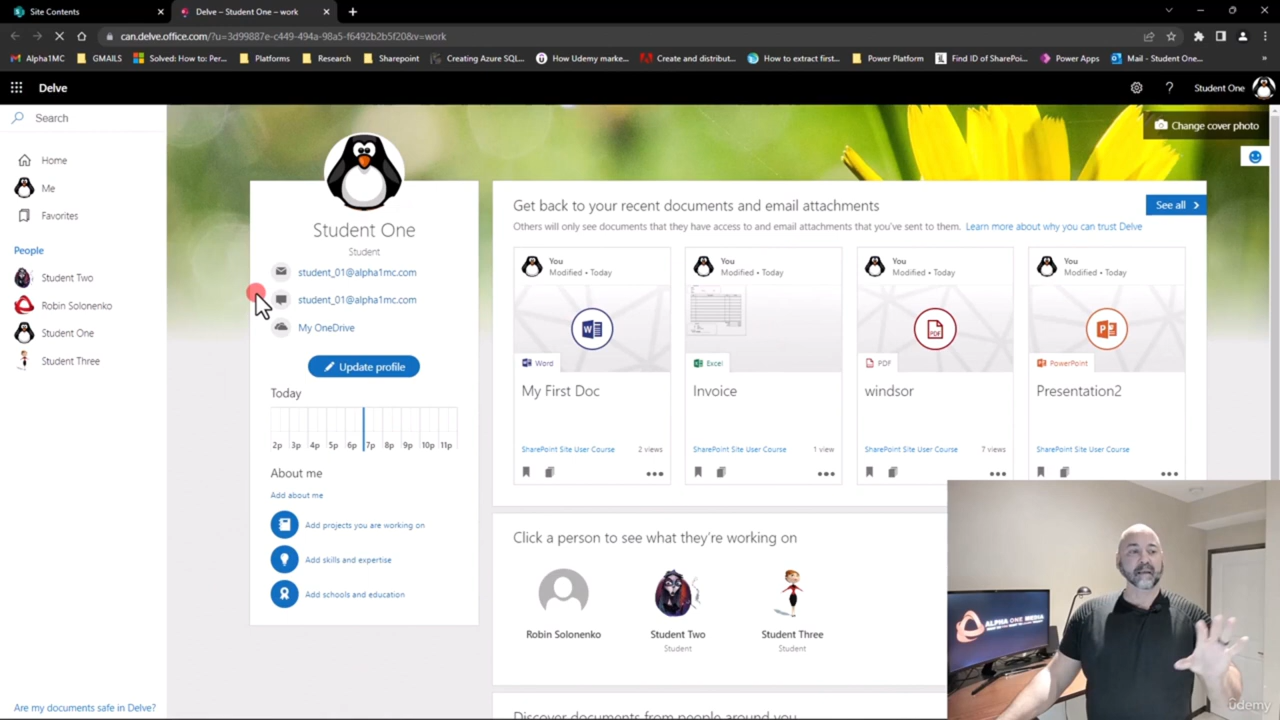 Site Contents
Delve – Student One – work
can.delve.office.com/?u=3d99887e-c449-494a-98a5-f6492b2b5f20&v=work
Alpha1MC
GMAILS
Solved: How to: Per...
Platforms
Research
Sharepoint
Creating Azure SQL...
How Udemy marke...
Create and distribut...
How to extract first...
Power Platform
Find ID of SharePoi...
Power Apps
Mail - Student One...
Delve
Student One
Search
Change cover photo
Home
Me
Favorites
People
Student Two
Robin Solonenko
Student One
Student Three
Student One
Student
student_01@alpha1mc.com
student_01@alpha1mc.com
My OneDrive
Update profile
Today
2p 3p 4p 5p 6p 7p 8p 9p 10p 11p
About me
Add about me
Add projects you are working on
Add skills and expertise
Add schools and education
Get back to your recent documents and email attachments
See all
Others will only see documents that they have access to and email attachments that you've sent to them. Learn more about why you can trust Delve
You
Modified • Today
Word
My First Doc
SharePoint Site User Course
2 views
You
Modified • Today
Excel
Invoice
SharePoint Site User Course
1 view
You
Modified • Today
PDF
PDF
windsor
SharePoint Site User Course
7 views
You
Modified • Today
PowerPoint
Presentation2
SharePoint Site User Course
Click a person to see what they're working on
Robin Solonenko
Student Two
Student
Student Three
Student
Discover documents from people around you
Are my documents safe in Delve?
ALPHA ONE MEDIA
udemy